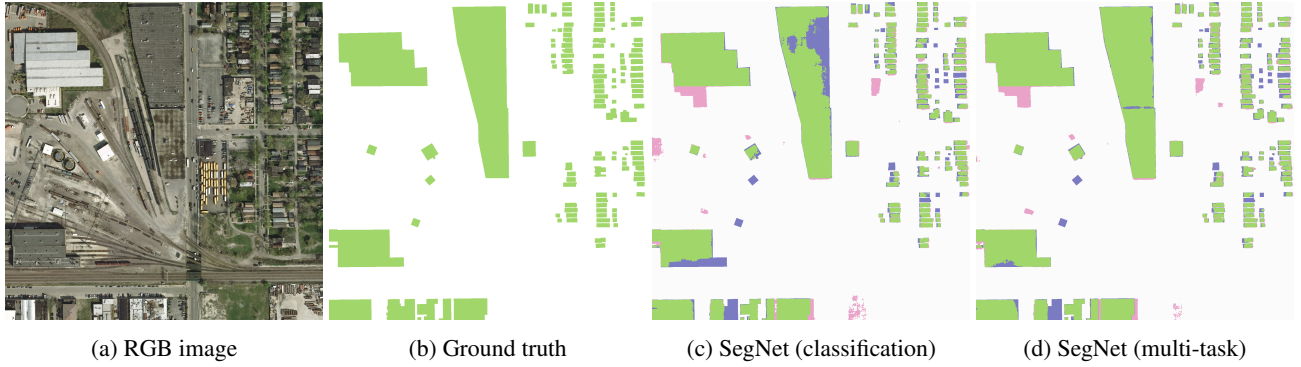 (a) RGB image
(b) Ground truth
(c) SegNet (classification)
(d) SegNet (multi-task)